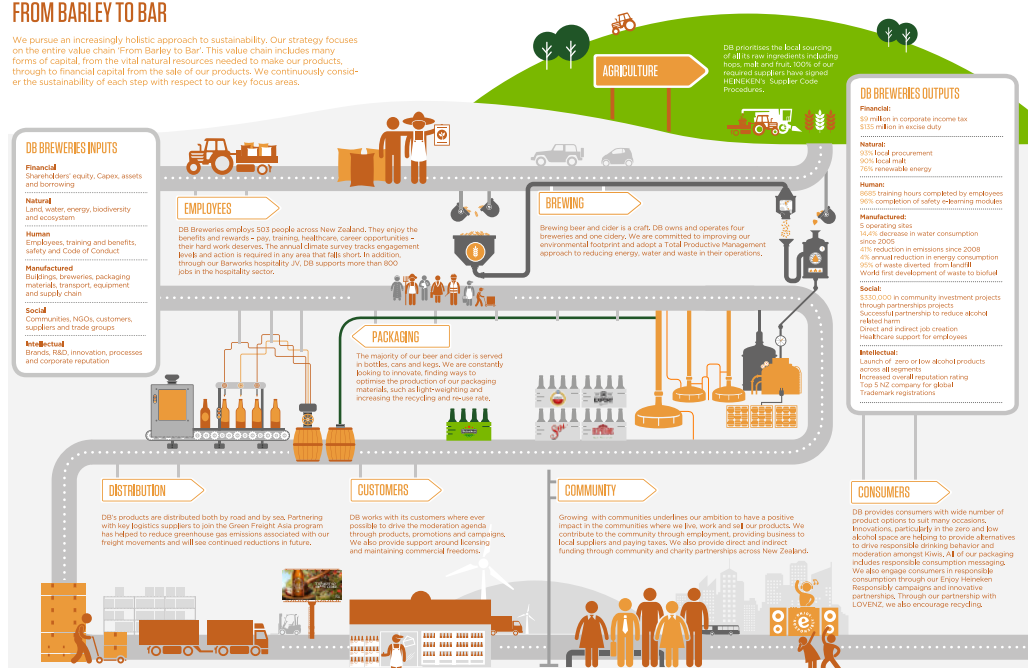 FROM BARLEY TO BAR
We pursue an increasingly holistic approach to sustainability. Our strategy focuses
on the entire value chain 'From Barley to Bar'. This value chain includes many
forms of capital, from the vital natural resources needed to make our products,
through to financial capital from the sale of our products. We continuously consid-
er the sustainability of each step with respect to our key focus areas.
AGRICULTURE
DB prioritises the local sourcing
of all its raw ingredients including
hops, malt and fruit, 100% of our
required suppliers have signed
HEINEKEN's Supplier Code
Procedures.
DB BREWERIES INPUTS
Financial
Shareholders' equity, Capex, assets
and borrowing
Natural
Land, water, energy, biodiversity
and ecosystem
Human
Employees, training and benefits,
safety and Code of Conduct
Manufactured
Buildings, breweries, packaging
materials, transport, equipment
and supply chain
Social
Communities, NGOs, customers,
suppliers and trade groups
Intellectual
Brands, R&D, innovation, processes
and corporate reputation
EMPLOYEES
DB Breweries employs 503 people across New Zealand. They enjoy the
benefits and rewards – pay, training, healthcare, career opportunities –
their hard work deserves. The annual climate survey tracks engagement
levels and action is required in any area that falls short. In addition,
through our Barworks hospitality JV, DB supports more than 800
jobs in the hospitality sector.
BREWING
Brewing beer and cider is a craft. DB owns and operates four
breweries and one cidery. We are committed to improving our
environmental footprint and adopt a Total Productive Management
approach to reducing energy, water and waste in their operations.
DB BREWERIES OUTPUTS
Financial:
$9 million in corporate income tax
$135 million in excise duty
Natural:
93% local procurement
90% local malt
76% renewable energy
Human:
8685 training hours completed by employees
96% completion of safety e-learning modules
Manufactured:
5 operating sites
14,4% decrease in water consumption
since 2005
41% reduction in emissions since 2008
4% annual reduction in energy consumption
95% of waste diverted from landfill
World first development of waste to biofuel
Social:
$330,000 in community investment projects
through partnerships projects
Successful partnership to reduce alcohol
related harm
Direct and indirect job creation
Healthcare support for employees
Intellectual:
Launch of zero or low alcohol products
across all segments
Increased overall reputation rating
Top 5 NZ company for global
Trademark registrations
PACKAGING
The majority of our beer and cider is served
in bottles, cans and kegs. We are constantly
looking to innovate, finding ways to
optimise the production of our packaging
materials, such as light-weighting and
increasing the recycling and re-use rate.
DISTRIBUTION
DB's products are distributed both by road and by sea. Partnering
with key logistics suppliers to join the Green Freight Asia program
has helped to reduce greenhouse gas emissions associated with our
freight movements and will see continued reductions in future.
CUSTOMERS
DB works with its customers where ever
possible to drive the moderation agenda
through products, promotions and campaigns.
We also provide support around licensing
and maintaining commercial freedoms.
COMMUNITY
Growing with communities underlines our ambition to have a positive
impact in the communities where we live, work and sell our products. We
contribute to the community through employment, providing business to
local suppliers and paying taxes. We also provide direct and indirect
funding through community and charity partnerships across New Zealand.
CONSUMERS
DB provides consumers with wide number of
product options to suit many occasions.
Innovations, particularly in the zero and low
alcohol space are helping to provide alternatives
to drive responsible drinking behavior and
moderation amongst Kiwis. All of our packaging
includes responsible consumption messaging.
We also engage consumers in responsible
consumption through our Enjoy Heineken
Responsibly campaigns and innovative
partnerships. Through our partnership with
LOVENZ, we also encourage recycling.